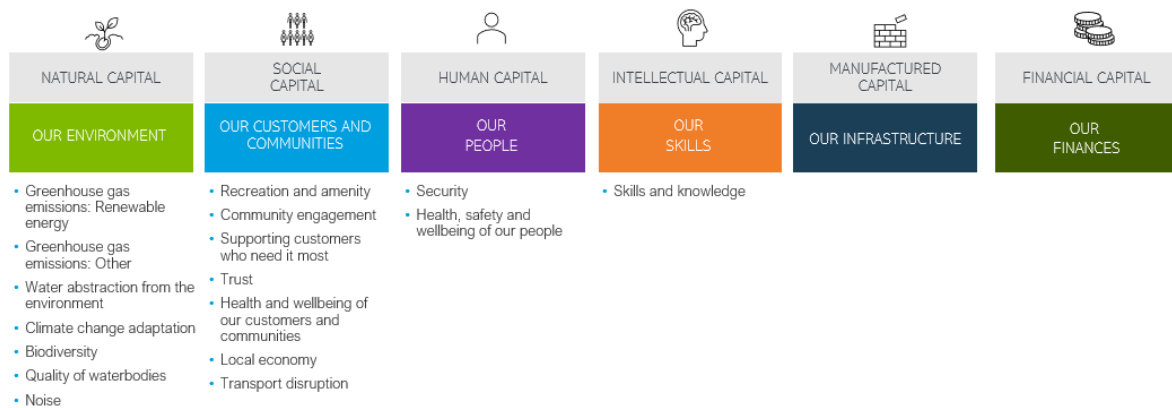 NATURAL CAPITAL
OUR ENVIRONMENT
• Greenhouse gas
emissions: Renewable
energy
• Greenhouse gas
emissions: Other
• Water abstraction from the
environment
• Climate change adaptation
• Biodiversity
• Quality of waterbodies
• Noise
SOCIAL
CAPITAL
OUR CUSTOMERS AND
COMMUNITIES
• Recreation and amenity
• Community engagement
• Supporting customers
who need it most
• Trust
• Health and wellbeing of
our customers and
communities
• Local economy
• Transport disruption
HUMAN CAPITAL
OUR
PEOPLE
• Security
• Health, safety and
wellbeing of our people
INTELLECTUAL CAPITAL
OUR
SKILLS
• Skills and knowledge
MANUFACTURED
CAPITAL
OUR INFRASTRUCTURE
FINANCIAL CAPITAL
OUR
FINANCES